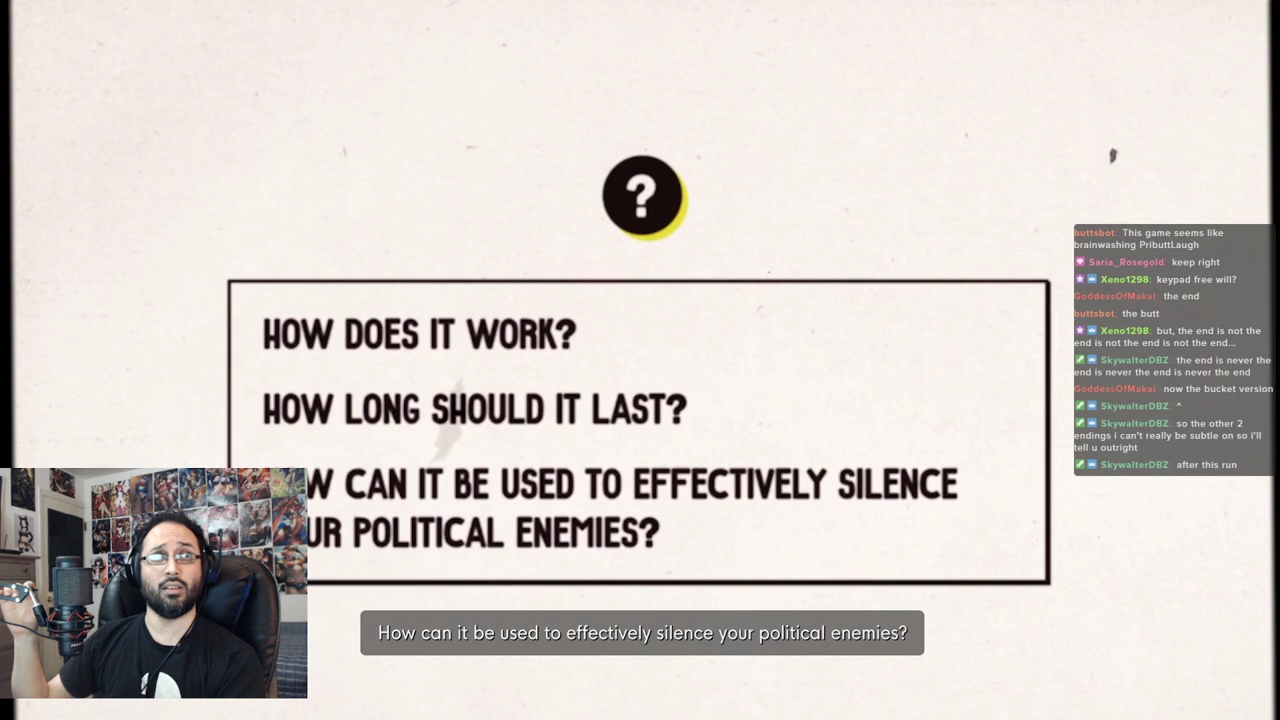 ?
HOW DOES IT WORK?
HOW LONG SHOULD IT LAST?
W CAN IT BE USED TO EFFECTIVELY SILENCE
UR POLITICAL ENEMIES?
How can it be used to effectively silence your political enemies?
buttsbot: This game seems like
brainwashing PributtLaugh
Saria_Rosegold: keep right
Xeno1298: keypad free will?
GoddessOfMakai: the end
buttsbot: the butt
Xeno1298: but, the end is not the
end is not the end is not the end...
SkywalterDBZ: the end is never the
end is never the end is never the end
GoddessOfMakai: now the bucket version
SkywalterDBZ: ^
SkywalterDBZ: so the other 2
endings i can't really be subtle on so i'll
tell u outright
SkywalterDBZ: after this run